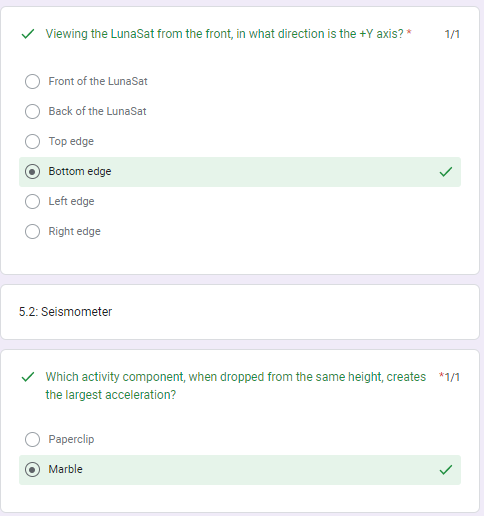 Viewing the LunaSat from the front, in what direction is the +Y axis? * 1/1
Front of the LunaSat
Back of the LunaSat
Top edge
Bottom edge
Left edge
Right edge
5.2: Seismometer
Which activity component, when dropped from the same height, creates *1/1
the largest acceleration?
Paperclip
Marble